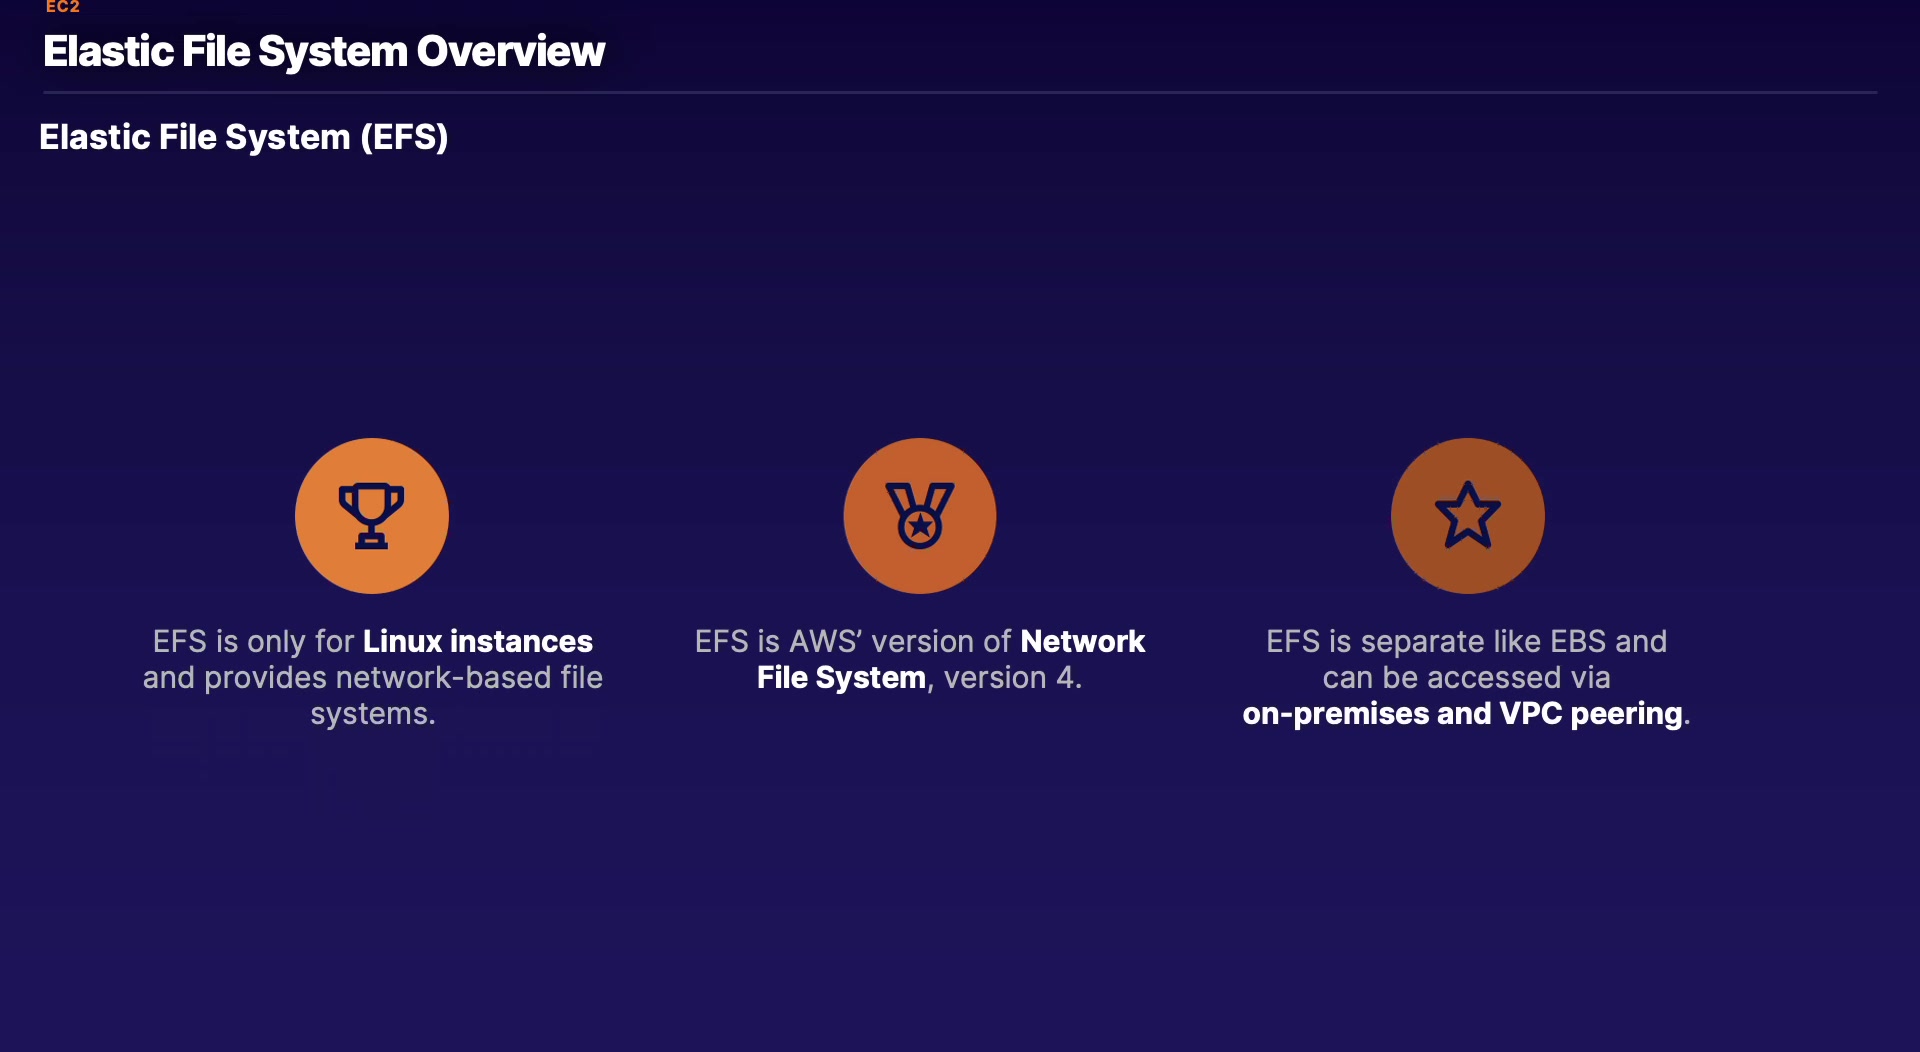 EC2
Elastic File System Overview
Elastic File System (EFS)
EFS is only for Linux instances
and provides network-based file
systems.
EFS is AWS’ version of Network
File System, version 4.
EFS is separate like EBS and
can be accessed via
on-premises and VPC peering.